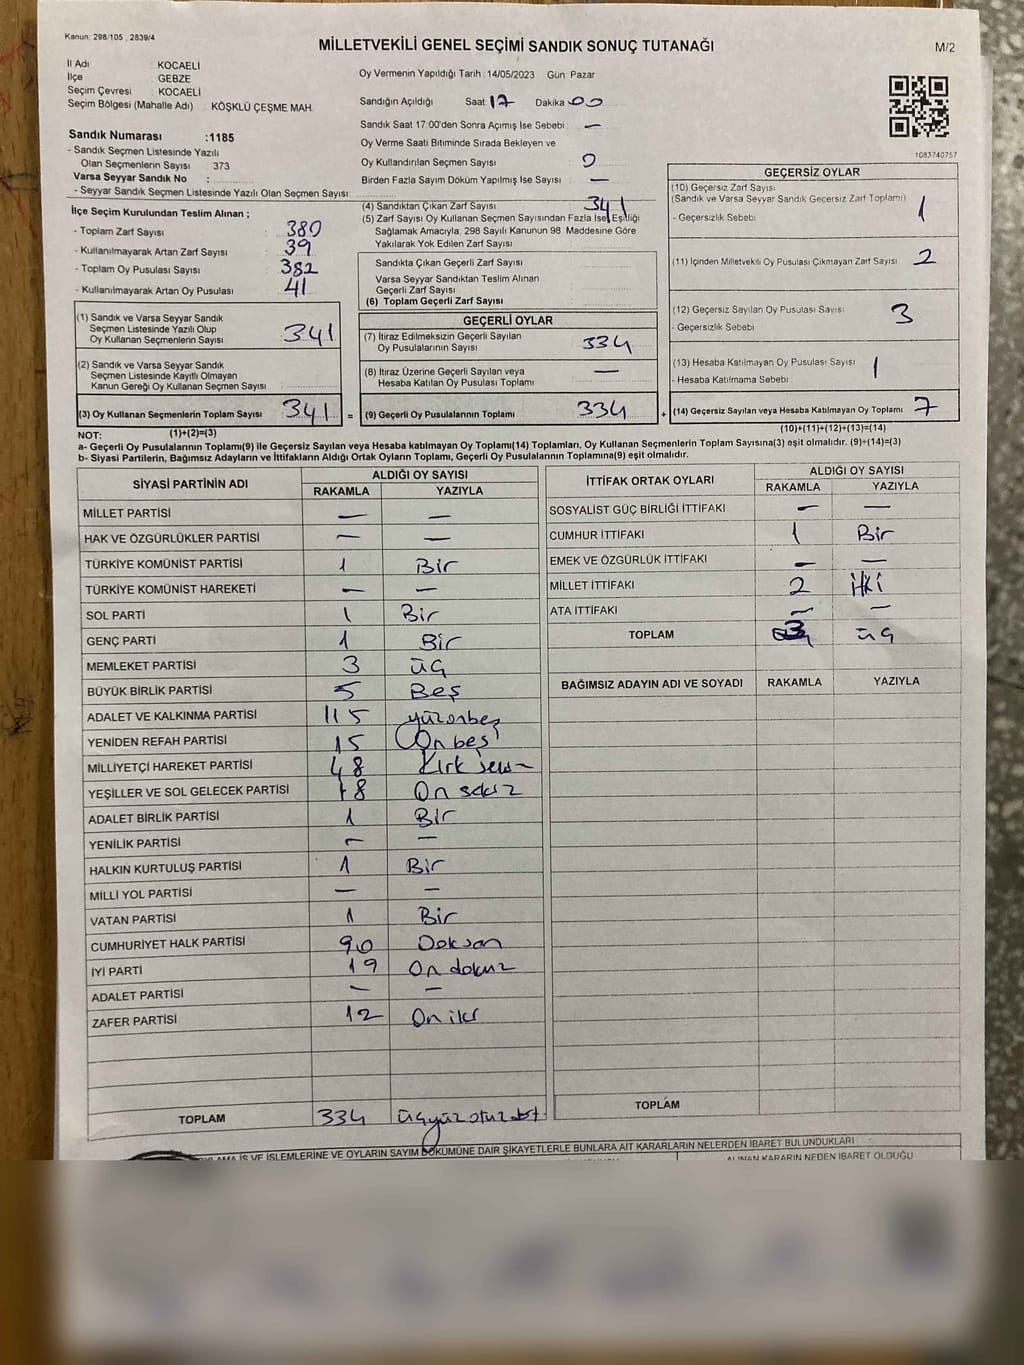 Kanun: 298/105 , 2839/4
MİLLETVEKİLİ GENEL SEÇİMİ SANDIK SONUÇ TUTANAĞI
M/2
İl Adı : KOCAELİ
İlçe : GEBZE
Seçim Çevresi : KOCAELİ
Seçim Bölgesi (Mahalle Adı) : KÖŞKLÜ ÇEŞME MAH.
Oy Vermenin Yapıldığı Tarih : 14/05/2023 Gün: Pazar
Sandığın Açıldığı Saat: 17 Dakika 00
Sandık Saat 17:00'den Sonra Açımış İse Sebebi : —
Oy Verme Saati Bitiminde Sırada Bekleyen ve
Oy Kullandırılan Seçmen Sayısı : 0
Birden Fazla Sayım Döküm Yapılmış İse Sayısı : —
1083740757
Sandık Numarası :1185
- Sandık Seçmen Listesinde Yazılı
Olan Seçmenlerin Sayısı : 373
Varsa Seyyar Sandık No :
- Seyyar Sandık Seçmen Listesinde Yazılı Olan Seçmen Sayısı:
İlçe Seçim Kurulundan Teslim Alınan ;
- Toplam Zarf Sayısı : 380
- Kullanılmayarak Artan Zarf Sayısı : 39
- Toplam Oy Pusulası Sayısı : 382
- Kullanılmayarak Artan Oy Pusulası : 41
(4) Sandıktan Çıkan Zarf Sayısı : 341
(5) Zarf Sayısı Oy Kullanan Seçmen Sayısından Fazla İse, Eşitliği
Sağlamak Amacıyla, 298 Sayılı Kanunun 98. Maddesine Göre
Yakılarak Yok Edilen Zarf Sayısı :
Sandıkta Çıkan Geçerli Zarf Sayısı :
Varsa Seyyar Sandıktan Teslim Alınan
Geçerli Zarf Sayısı :
(6) Toplam Geçerli Zarf Sayısı :
GEÇERSİZ OYLAR
(10) Geçersiz Zarf Sayısı
(Sandık ve Varsa Seyyar Sandık Geçersiz Zarf Toplamı) : 1
- Geçersizlik Sebebi :
(11) İçinden Milletvekili Oy Pusulası Çıkmayan Zarf Sayısı : 2
(12) Geçersiz Sayılan Oy Pusulası Sayısı : 3
- Geçersizlik Sebebi :
(13) Hesaba Katılmayan Oy Pusulası Sayısı : 1
- Hesaba Katılmama Sebebi :
(14) Geçersiz Sayılan veya Hesaba Katılmayan Oy Toplamı : 7
(10)+(11)+(12)+(13)=(14)
(1) Sandık ve Varsa Seyyar Sandık
Seçmen Listesinde Yazılı Olup
Oy Kullanan Seçmenlerin Sayısı : 341
(2) Sandık ve Varsa Seyyar Sandık
Seçmen Listesinde Kayıtlı Olmayan
Kanun Gereği Oy Kullanan Seçmen Sayısı :
(3) Oy Kullanan Seçmenlerin Toplam Sayısı : 341 =
(1)+(2)=(3)
GEÇERLİ OYLAR
(7) İtiraz Edilmeksizin Geçerli Sayılan
Oy Pusulalarının Sayısı : 334
(8) İtiraz Üzerine Geçerli Sayılan veya
Hesaba Katılan Oy Pusulası Toplamı : —
(9) Geçerli Oy Pusulalarının Toplamı : 334 +
NOT:
a- Geçerli Oy Pusulalarının Toplamı(9) ile Geçersiz Sayılan veya Hesaba katılmayan Oy Toplamı(14) Toplamları, Oy Kullanan Seçmenlerin Toplam Sayısına(3) eşit olmalıdır. (9)+(14)=(3)
b- Siyasi Partilerin, Bağımsız Adayların ve İttifakların Aldığı Ortak Oyların Toplamı, Geçerli Oy Pusulalarının Toplamına(9) eşit olmalıdır.
SİYASİ PARTİNİN ADI ALDIĞI OY SAYISI
RAKAMLA YAZIYLA
MİLLET PARTİSİ — —
HAK VE ÖZGÜRLÜKLER PARTİSİ — —
TÜRKİYE KOMÜNİST PARTİSİ 1 Bir
TÜRKİYE KOMÜNİST HAREKETİ — —
SOL PARTİ 1 Bir
GENÇ PARTİ 1 Bir
MEMLEKET PARTİSİ 3 üç
BÜYÜK BİRLİK PARTİSİ 5 Beş
ADALET VE KALKINMA PARTİSİ 115 yüzonbeş
YENİDEN REFAH PARTİSİ 15 On beş
MİLLİYETÇİ HAREKET PARTİSİ 48 Kırk sekiz
YEŞİLLER VE SOL GELECEK PARTİSİ 18 On sekiz
ADALET BİRLİK PARTİSİ 1 Bir
YENİLİK PARTİSİ — —
HALKIN KURTULUŞ PARTİSİ 1 Bir
MİLLİ YOL PARTİSİ — —
VATAN PARTİSİ 1 Bir
CUMHURİYET HALK PARTİSİ 90 Doksan
İYİ PARTİ 19 On dokuz
ADALET PARTİSİ — —
ZAFER PARTİSİ 12 On iki
TOPLAM 334 üçyüz otuz dört
İTTİFAK ORTAK OYLARI ALDIĞI OY SAYISI
RAKAMLA YAZIYLA
SOSYALİST GÜÇ BİRLİĞİ İTTİFAKI — —
CUMHUR İTTİFAKI 1 Bir
EMEK VE ÖZGÜRLÜK İTTİFAKI — —
MİLLET İTTİFAKI 2 İki
ATA İTTİFAKI — —
TOPLAM 3 üç
BAĞIMSIZ ADAYIN ADI VE SOYADI RAKAMLA YAZIYLA
TOPLAM
İŞ VE İŞLEMLERİNE VE OYLARIN SAYIM DÖKÜMÜNE DAİR ŞİKAYETLERLE BUNLARA AİT KARARLARIN NELERDEN İBARET BULUNDUKLARI
ALINAN KARARIN NEDEN İBARET OLDUĞU